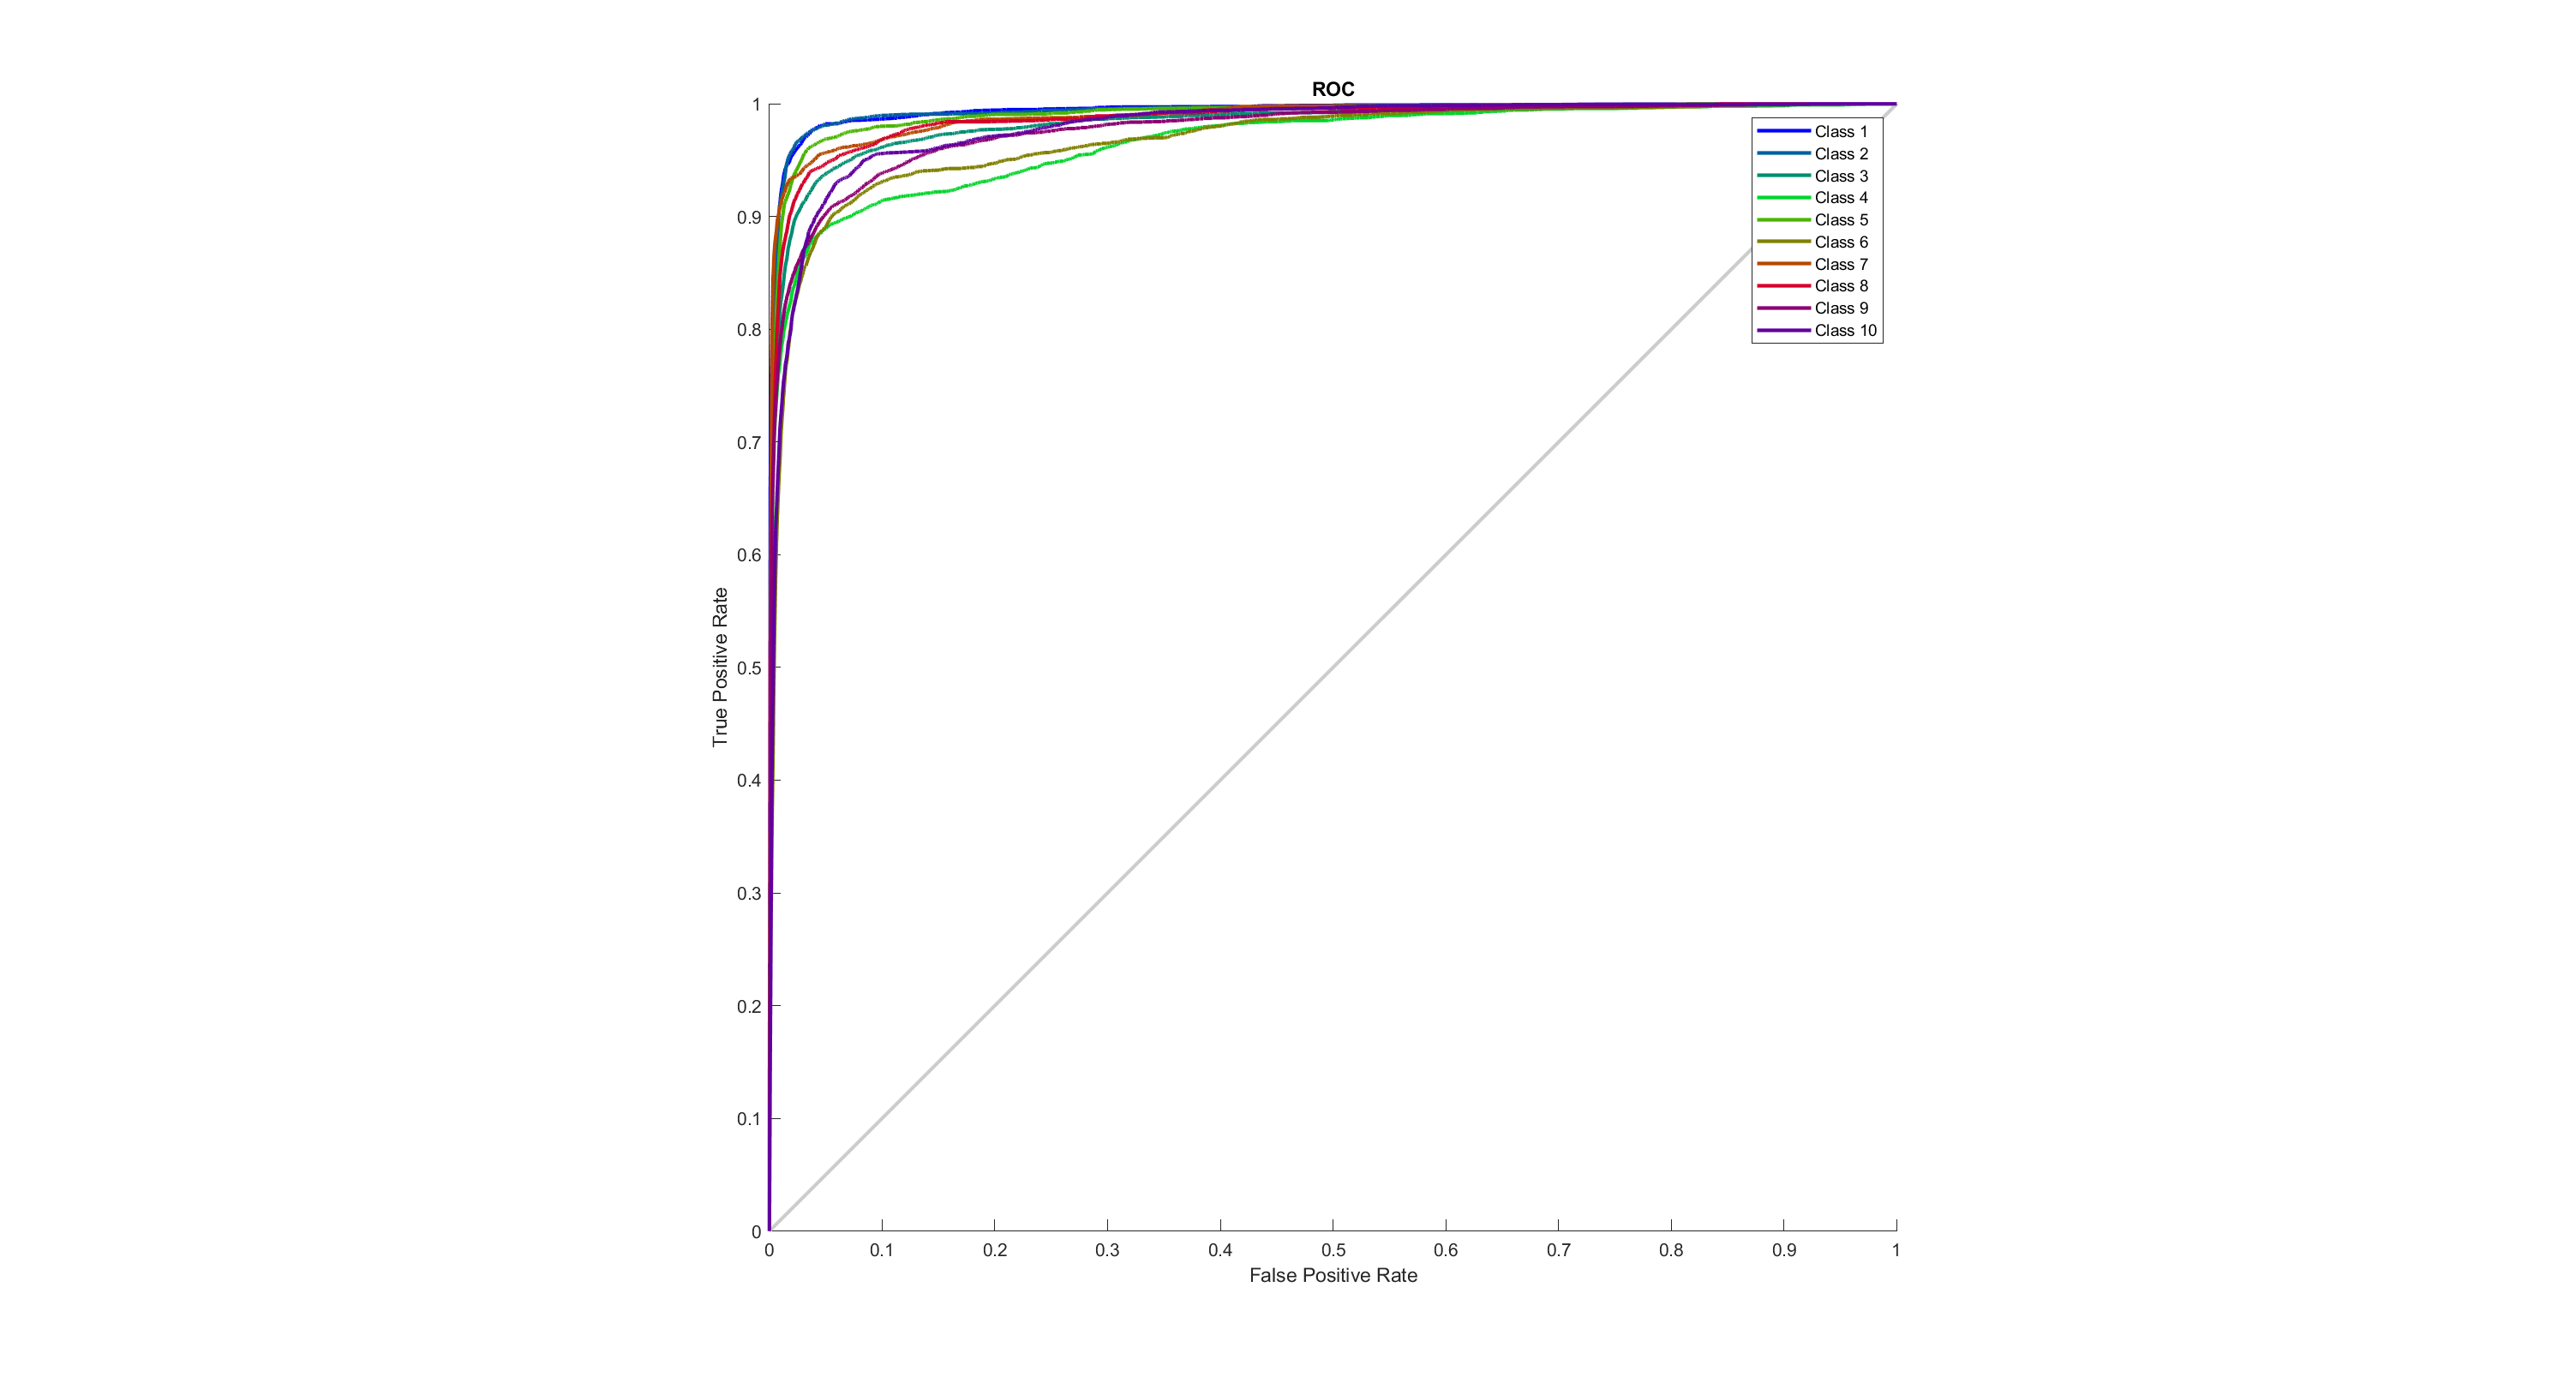 ROC
1
0.9
0.8
0.7
0.6
0.5
0.4
0.3
0.2
0.1
0
True Positive Rate
Class 1
Class 2
Class 3
Class 4
Class 5
Class 6
Class 7
Class 8
Class 9
Class 10
0 0.1 0.2 0.3 0.4 0.5 0.6 0.7 0.8 0.9 1
False Positive Rate